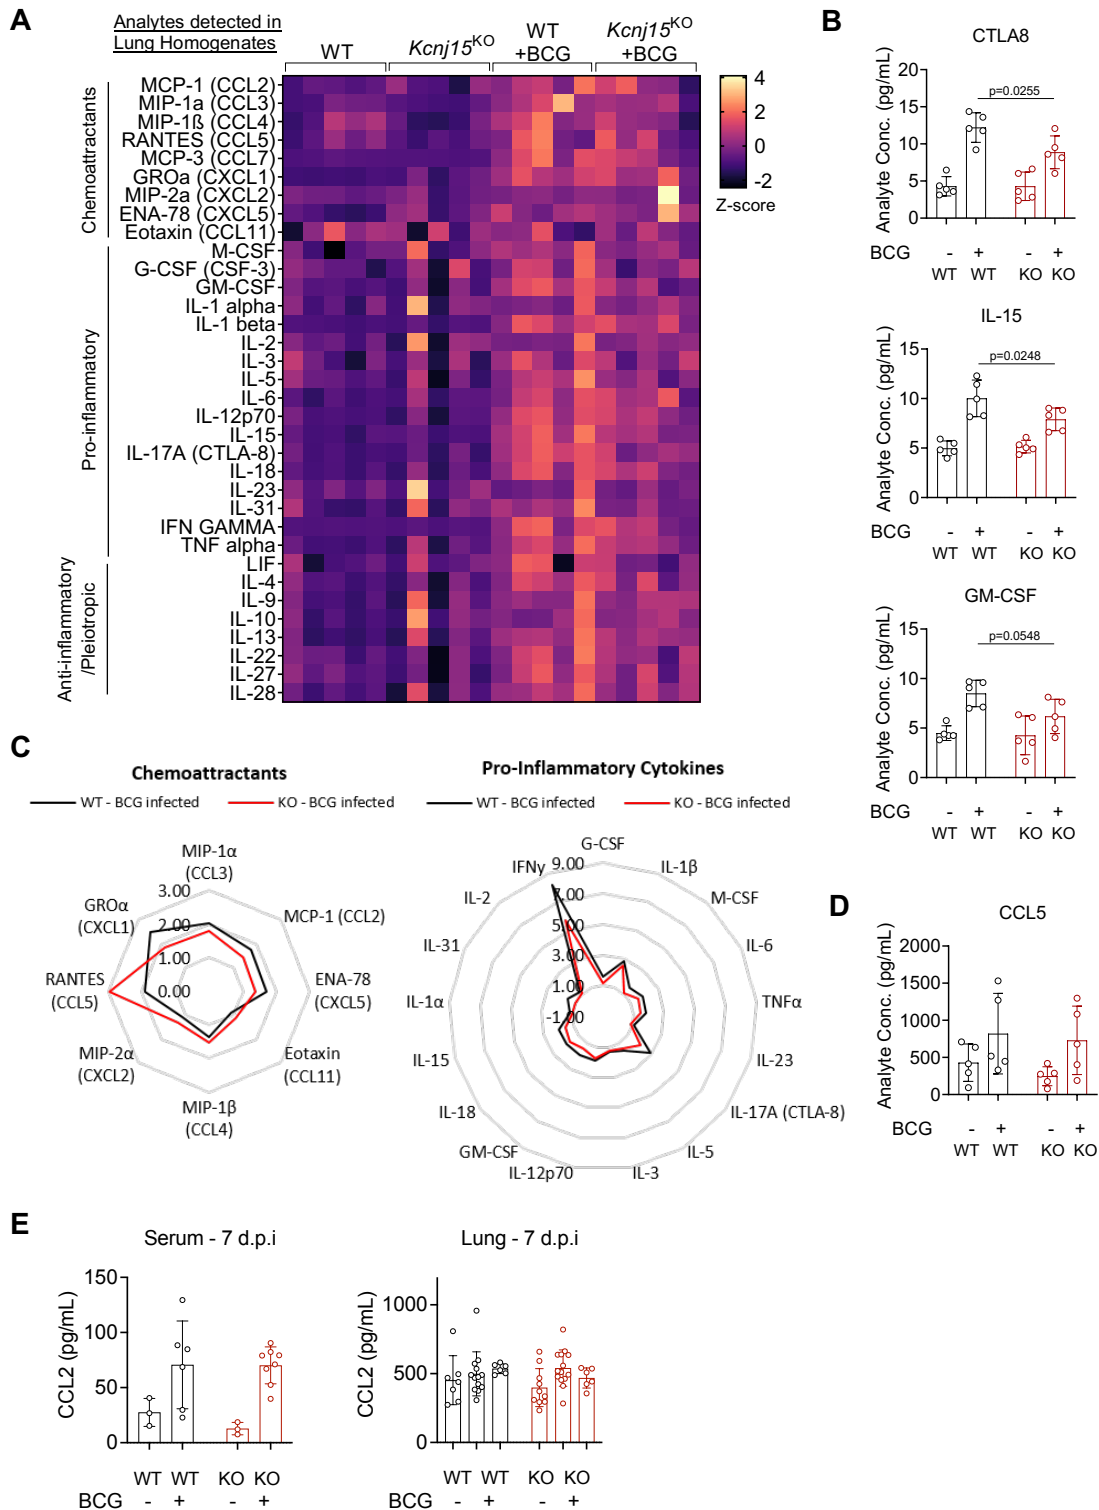 A
Analytes detected in
Lung Homogenates
WT
Kcnj15KO
WT
+BCG
Kcnj15KO
+BCG
Chemoattractants
MCP-1 (CCL2)
MIP-1a (CCL3)
MIP-1ß (CCL4)
RANTES (CCL5)
MCP-3 (CCL7)
GROa (CXCL1)
MIP-2a (CXCL2)
ENA-78 (CXCL5)
Eotaxin (CCL11)
Pro-inflammatory
M-CSF
G-CSF (CSF-3)
GM-CSF
IL-1 alpha
IL-1 beta
IL-2
IL-3
IL-5
IL-6
IL-12p70
IL-15
IL-17A (CTLA-8)
IL-18
IL-23
IL-31
IFN GAMMA
TNF alpha
Anti-inflammatory
/Pleiotropic
LIF
IL-4
IL-9
IL-10
IL-13
IL-22
IL-27
IL-28
4
2
0
-2
Z-score
B
CTLA8
Analyte Conc. (pg/mL)
20
15
10
5
0
p=0.0255
BCG - + - +
WT WT KO KO
IL-15
Analyte Conc. (pg/mL)
15
10
5
0
p=0.0248
BCG - + - +
WT WT KO KO
GM-CSF
Analyte Conc. (pg/mL)
15
10
5
0
p=0.0548
BCG - + - +
WT WT KO KO
C
Chemoattractants
WT - BCG infected
KO - BCG infected
MIP-1α
(CCL3)
MCP-1 (CCL2)
ENA-78
(CXCL5)
Eotaxin
(CCL11)
MIP-1β
(CCL4)
MIP-2α
(CXCL2)
RANTES
(CCL5)
GROα
(CXCL1)
3.00
2.00
1.00
0.00
Pro-Inflammatory Cytokines
WT - BCG infected
KO - BCG infected
G-CSF
IL-1β
M-CSF
IL-6
TNFα
IL-23
IL-17A (CTLA-8)
IL-5
IL-3
IL-12p70
GM-CSF
IL-18
IL-15
IL-1α
IL-31
IL-2
IFNy
9.00
7.00
5.00
3.00
1.00
-1.00
D
CCL5
Analyte Conc. (pg/mL)
2000
1500
1000
500
0
BCG - + - +
WT WT KO KO
E
Serum - 7 d.p.i
CCL2 (pg/mL)
150
100
50
0
WT WT KO KO
BCG - + - +
Lung - 7 d.p.i
CCL2 (pg/mL)
1000
500
0
WT WT KO KO
BCG - + - +